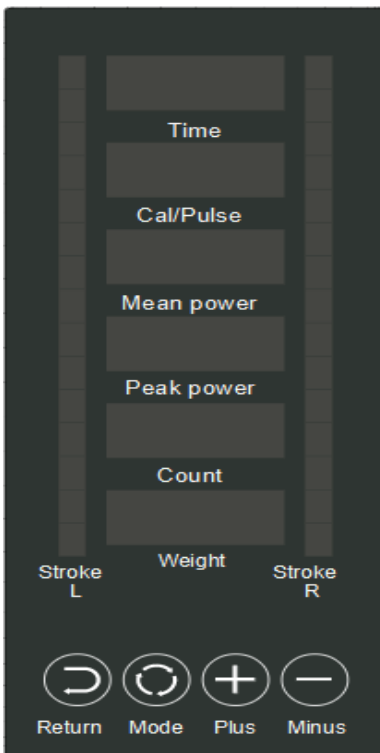 Time
Cal/Pulse
Mean power
Peak power
Count
Weight
Stroke
L
Stroke
R
Return
Mode
Plus
Minus